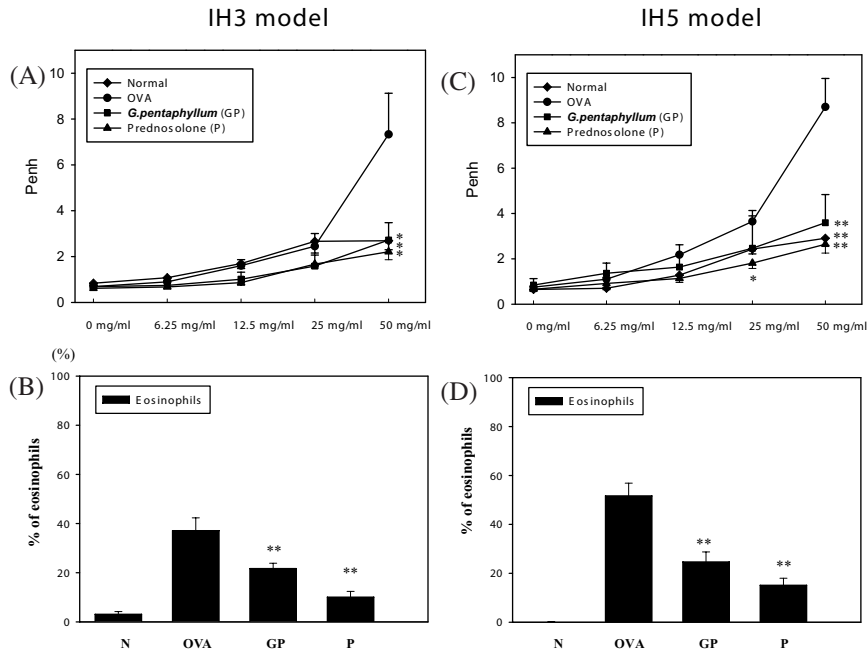 IH3 model
IH5 model
(A)
10
8
6
4
2
0
Penh
Normal
OVA
G.pentaphyllum (GP)
Prednosolone (P)
*
*
*
0 mg/ml 6.25 mg/ml 12.5 mg/ml 25 mg/ml 50 mg/ml
(C)
10
8
6
4
2
0
Penh
Normal
OVA
G.pentaphyllum (GP)
Prednosolone (P)
**
**
**
*
0 mg/ml 6.25 mg/ml 12.5 mg/ml 25 mg/ml 50 mg/ml
(%)
(B)
100
80
60
40
20
0
% of eosinophils
Eosinophils
**
**
N OVA GP P
(D)
100
80
60
40
20
0
% of eosinophils
Eosinophils
**
**
N OVA GP P